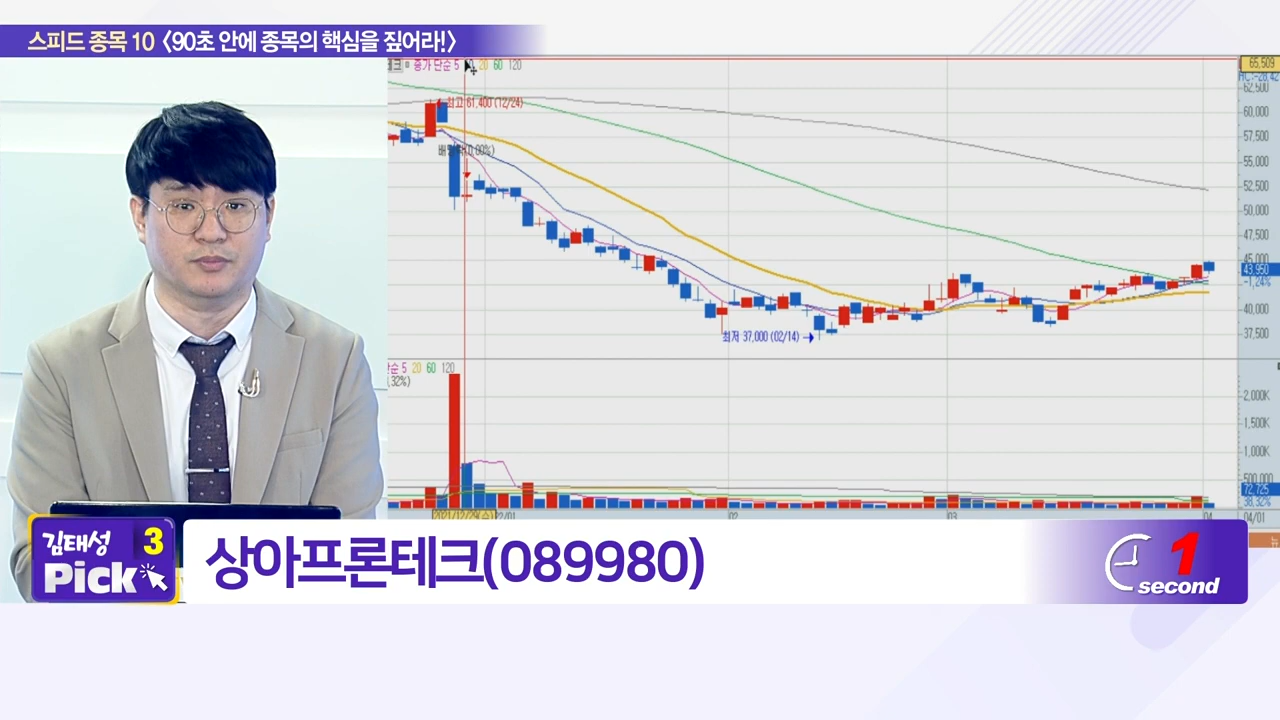 스피드 종목 10 〈90초 안에 종목의 핵심을 짚어라!〉
종가 단순 5 20 60 120
65,509
62,500
최고 61,400 (12/24)
60,000
57,500
55,000
52,500
50,000
47,500
45,000
43,950
-1.24%
40,000
최저 37,000 (02/14)
37,500
단순 5 20 60 120
2,000K
1,500K
1,000K
500,000
72,725
38.32%
02
03
04
04/01
김태성
3
Pick
상아프론테크(089980)
1
second